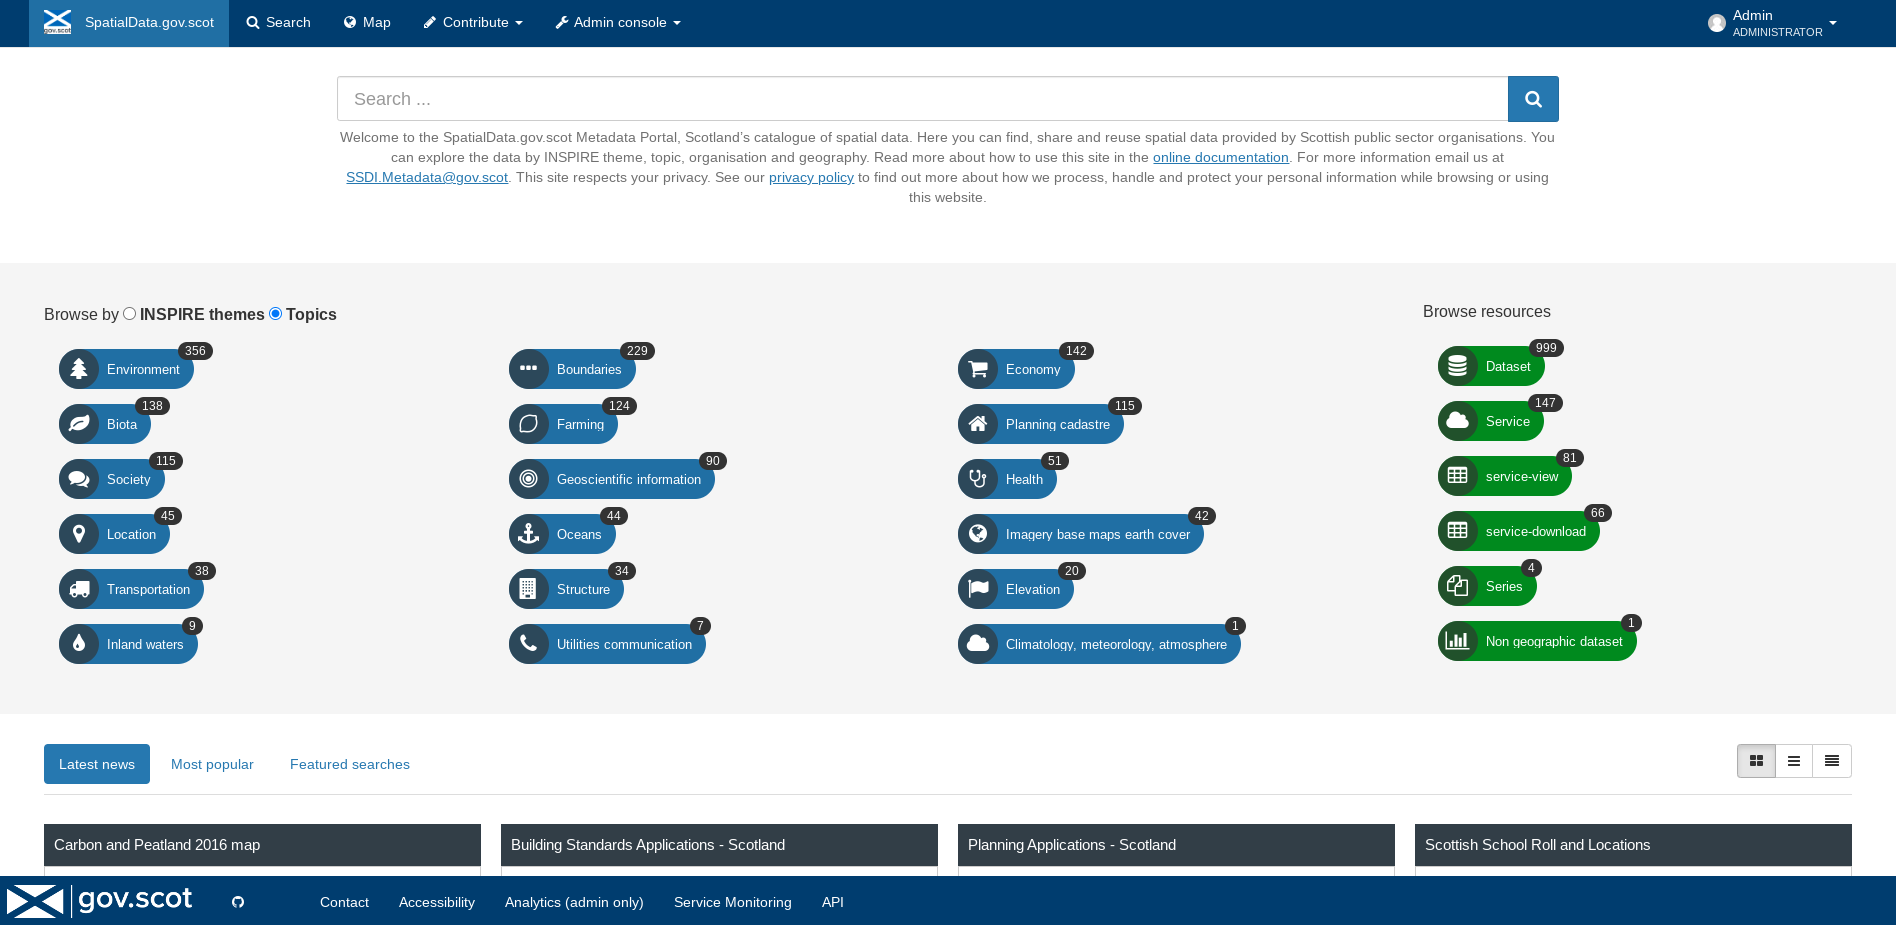 gov.scot
SpatialData.gov.scot
Search
Map
Contribute
Admin console
Admin
ADMINISTRATOR
Search ...
Welcome to the SpatialData.gov.scot Metadata Portal, Scotland's catalogue of spatial data. Here you can find, share and reuse spatial data provided by Scottish public sector organisations. You
can explore the data by INSPIRE theme, topic, organisation and geography. Read more about how to use this site in the online documentation. For more information email us at
SSDI.Metadata@gov.scot. This site respects your privacy. See our privacy policy to find out more about how we process, handle and protect your personal information while browsing or using
this website.
Browse by INSPIRE themes Topics
Environment 356
Boundaries 229
Economy 142
Biota 138
Farming 124
Planning cadastre 115
Society 115
Geoscientific information 90
Health 51
Location 45
Oceans 44
Imagery base maps earth cover 42
Transportation 38
Structure 34
Elevation 20
Inland waters 9
Utilities communication 7
Climatology, meteorology, atmosphere 1
Browse resources
Dataset 999
Service 147
service-view 81
service-download 66
Series 4
Non geographic dataset 1
Latest news
Most popular
Featured searches
Carbon and Peatland 2016 map
Building Standards Applications - Scotland
Planning Applications - Scotland
Scottish School Roll and Locations
gov.scot
Contact
Accessibility
Analytics (admin only)
Service Monitoring
API